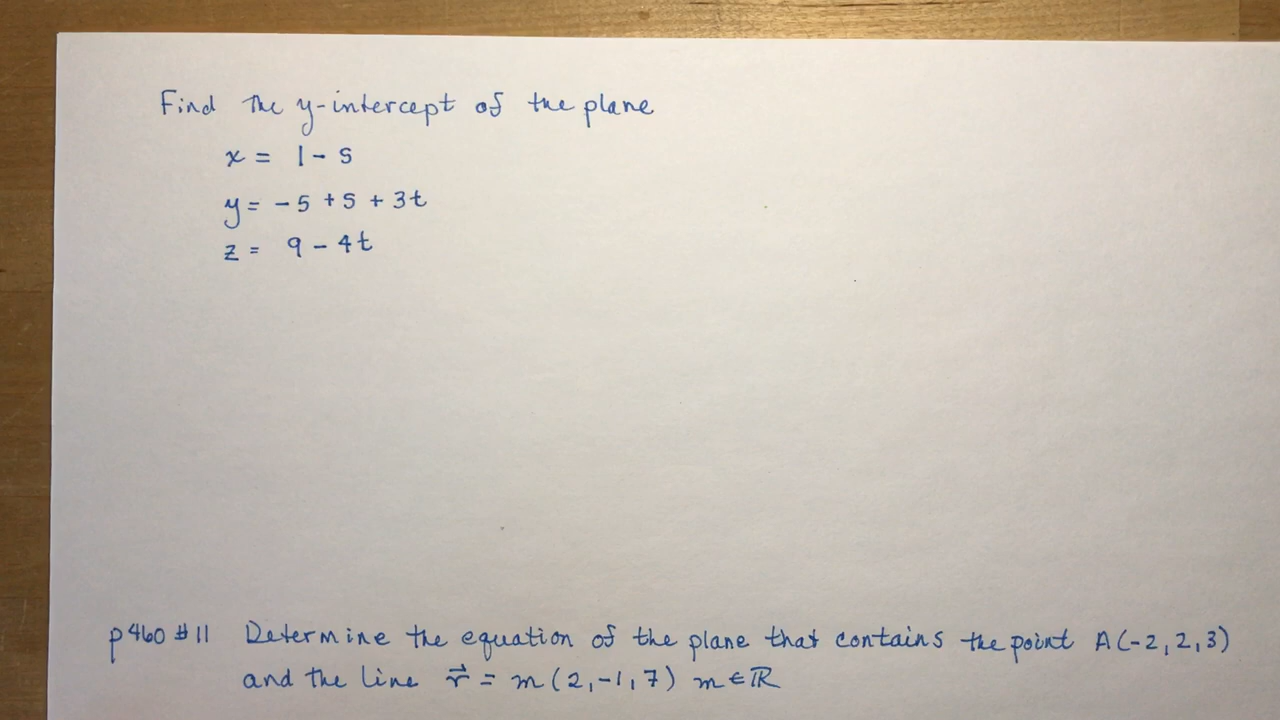 Find the y-intercept of the plane
x = 1 - s
y = -5 + s + 3t
z = 9 - 4t
p460 #11 Determine the equation of the plane that contains the point A(-2, 2, 3)
and the line r⃗ = m(2, -1, 7) m ∈ ℝ